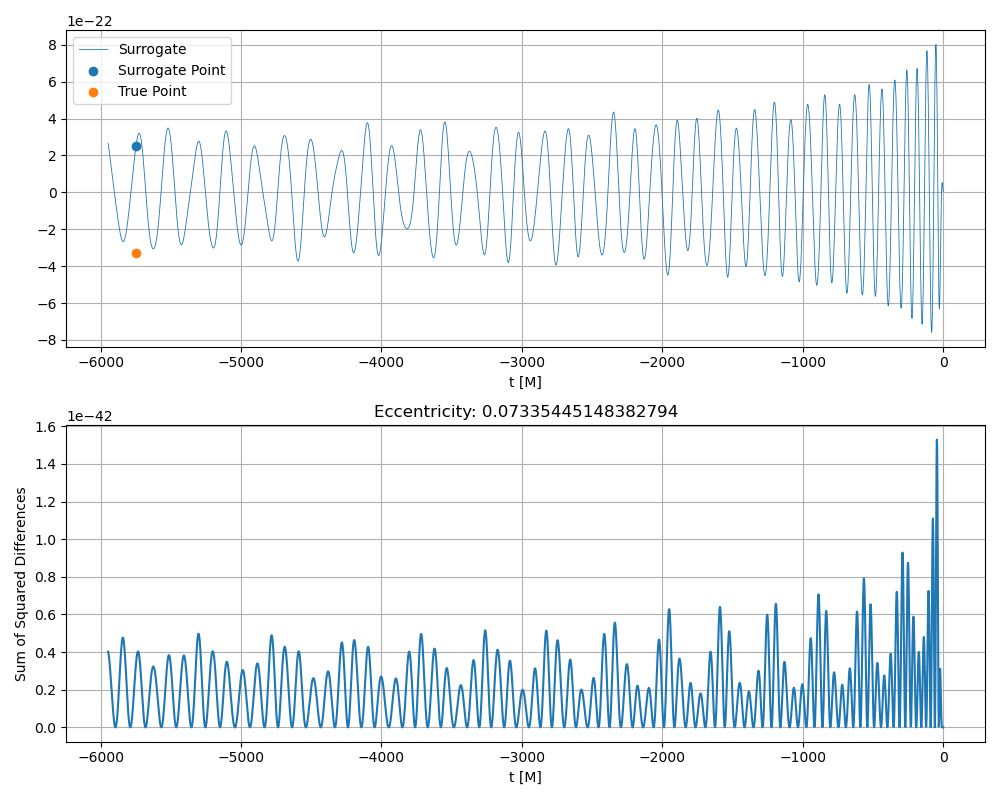 1e−22
8
6
4
2
0
−2
−4
−6
−8
Surrogate
Surrogate Point
True Point
−6000 −5000 −4000 −3000 −2000 −1000 0
t [M]
Eccentricity: 0.07335445148382794
1e−42
1.6
1.4
1.2
1.0
0.8
0.6
0.4
0.2
0.0
Sum of Squared Differences
−6000 −5000 −4000 −3000 −2000 −1000 0
t [M]